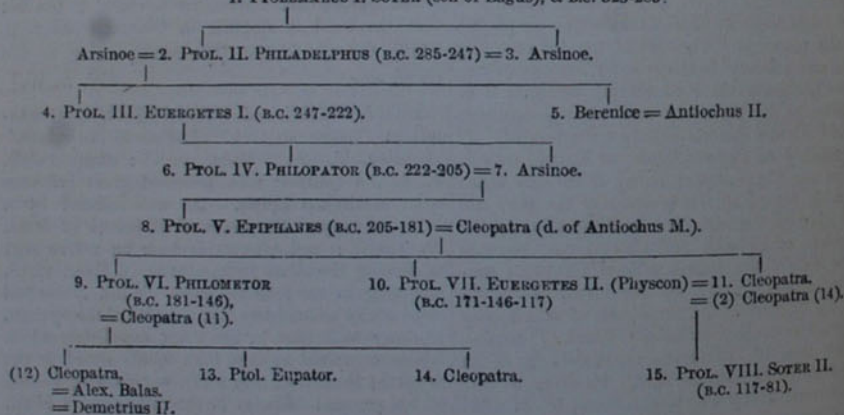 Arsinoe = 2. PTOL. II. PHILADELPHUS (B.C. 285-247) = 3. Arsinoe.
4. PTOL. III. EUERGETES I. (B.C. 247-222).
5. Berenice = Antiochus II.
6. PTOL. IV. PHILOPATOR (B.C. 222-205) = 7. Arsinoe.
8. PTOL. V. EPIPHANES (B.C. 205-181) = Cleopatra (d. of Antiochus M.).
9. PTOL. VI. PHILOMETOR
(B.C. 181-146),
= Cleopatra (11).
10. PTOL. VII. EUERGETES II. (Physcon) = 11. Cleopatra.
(B.C. 171-146-117)
= (2) Cleopatra (14).
(12) Cleopatra,
= Alex. Balas.
= Demetrius II.
13. Ptol. Eupator.
14. Cleopatra.
15. PTOL. VIII. SOTER II.
(B.C. 117-81).